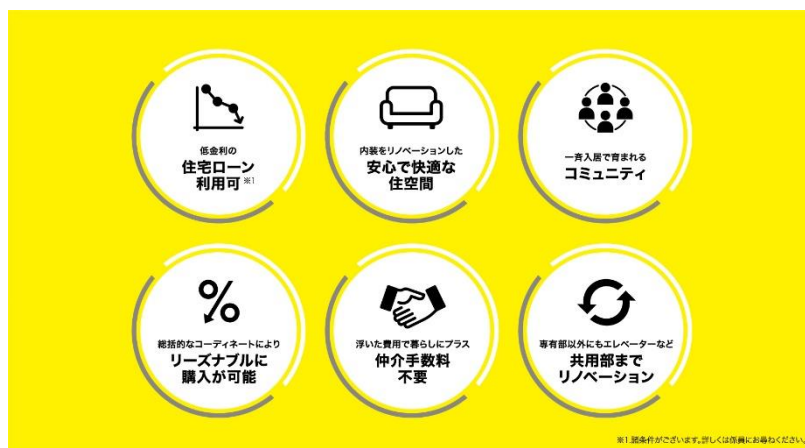 低金利の
住宅ローン
利用可※1
内装をリノベーションした
安心で快適な
住空間
一斉入居で育まれる
コミュニティ
%
総括的なコーディネートにより
リーズナブルに
購入が可能
浮いた費用で暮らしにプラス
仲介手数料
不要
専有部以外にもエレベーターなど
共用部まで
リノベーション
※1.諸条件がございます。詳しくは係員にお尋ねください。